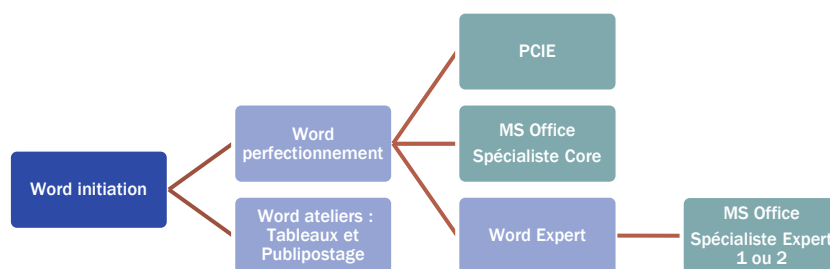 PCIE
Word
perfectionnement
MS Office
Spécialiste Core
Word initiation
Word ateliers :
Tableaux et
Publipostage
Word Expert
MS Office
Spécialiste Expert
1 ou 2